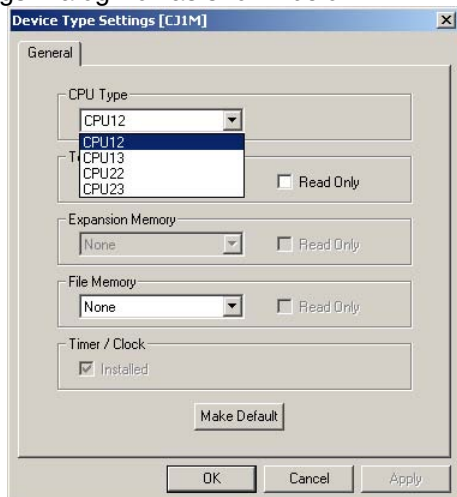 Device Type Settings [CJ1M]
General
CPU Type
CPU12
CPU12
CPU13
CPU22
CPU23
Read Only
Expansion Memory
None
Read Only
File Memory
None
Read Only
Timer / Clock
Installed
Make Default
OK
Cancel
Apply